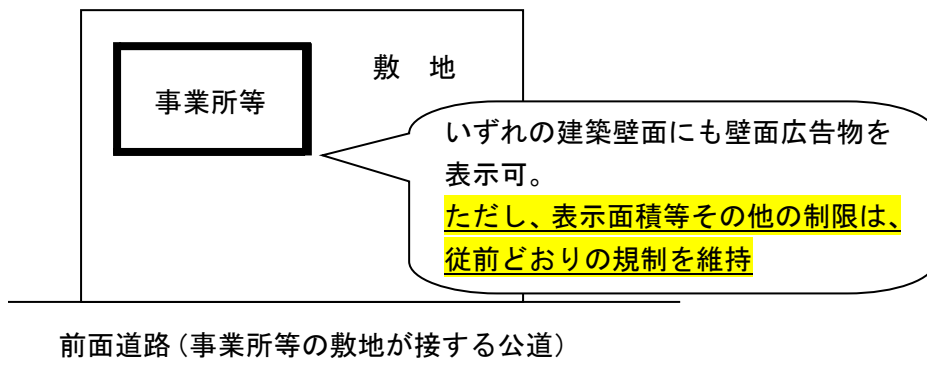 敷　地
事業所等
いずれの建築壁面にも壁面広告物を
表示可。
ただし、表示面積等その他の制限は、
従前どおりの規制を維持
前面道路（事業所等の敷地が接する公道）